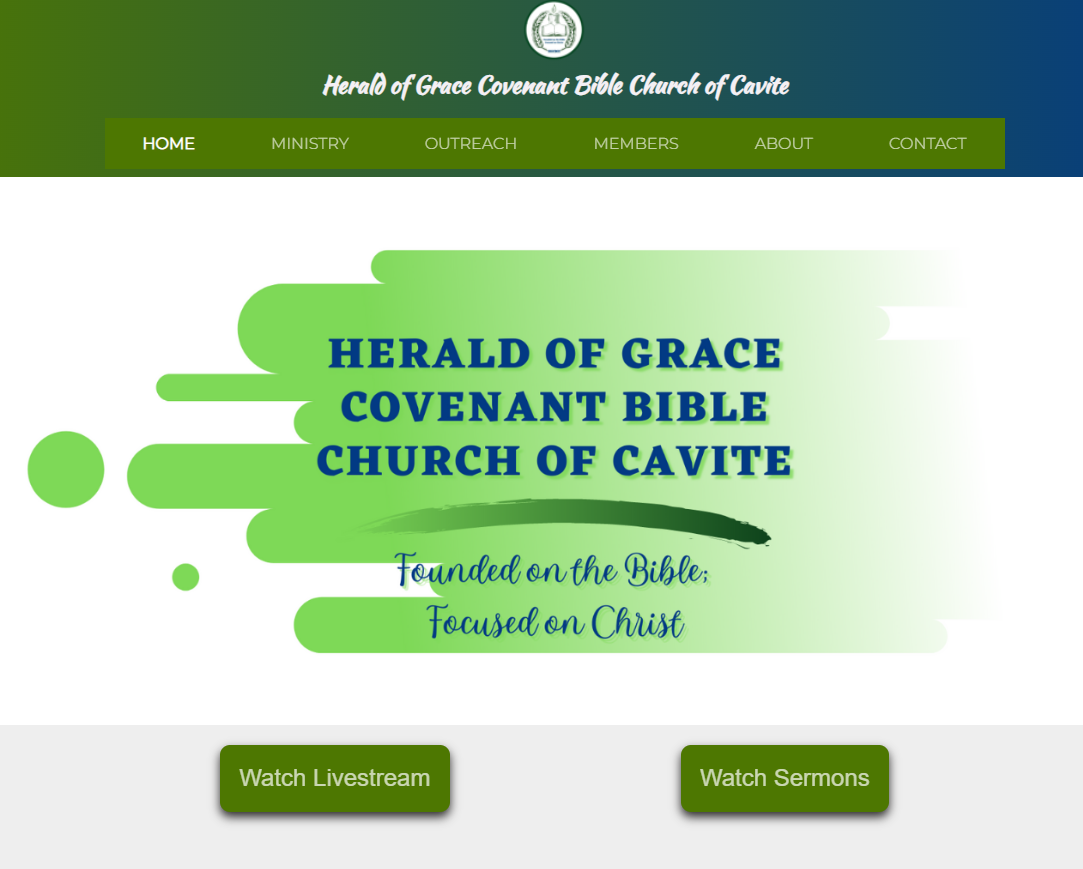 Herald of Grace Covenant Bible Church of Cavite
HOME MINISTRY OUTREACH MEMBERS ABOUT CONTACT
HERALD OF GRACE
COVENANT BIBLE
CHURCH OF CAVITE
Founded on the Bible;
Focused on Christ
Watch Livestream Watch Sermons